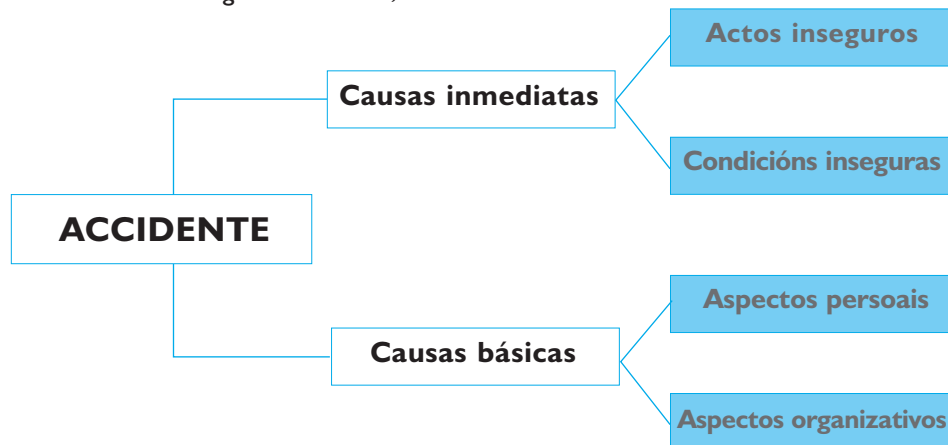 Actos inseguros
Causas inmediatas
Condicións inseguras
ACCIDENTE
Aspectos persoais
Causas básicas
Aspectos organizativos